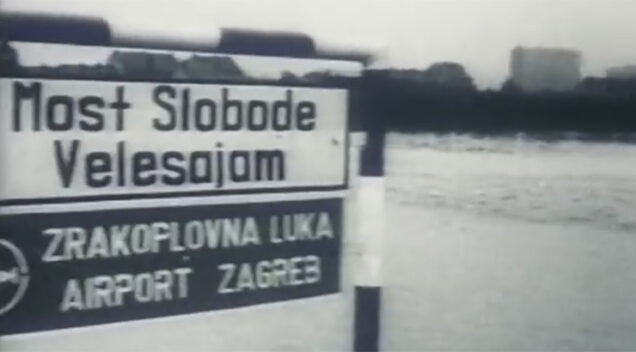 Most Slobode
Velesajam
ZRAKOPLOVNA LUKA
AIRPORT ZAGREB